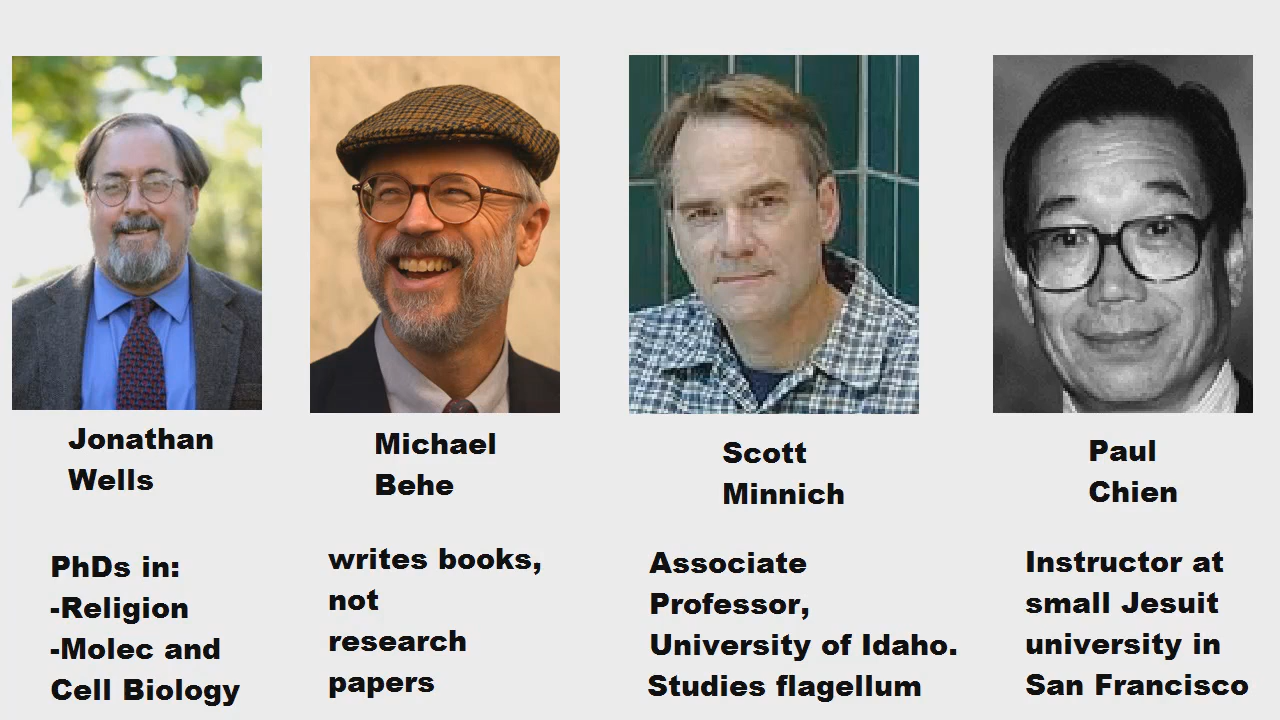 Jonathan
Wells
PhDs in:
-Religion
-Molec and
Cell Biology
Michael
Behe
writes books,
not
research
papers
Scott
Minnich
Associate
Professor,
University of Idaho.
Studies flagellum
Paul
Chien
Instructor at
small Jesuit
university in
San Francisco